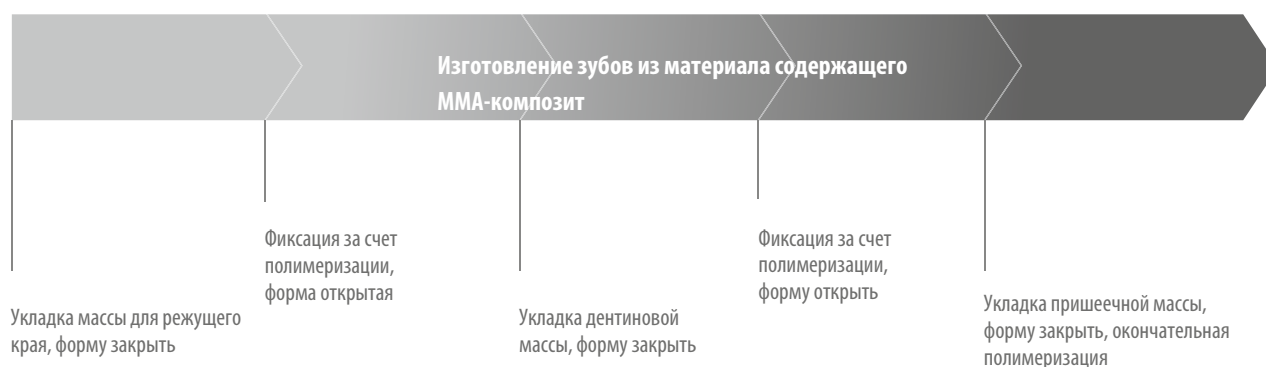 Изготовление зубов из материала содержащего
ММА-композит
Укладка массы для режущего
края, форму закрыть
Фиксация за счет
полимеризации,
форма открытая
Укладка дентиновой
массы, форму закрыть
Фиксация за счет
полимеризации,
форму открыть
Укладка пришеечной массы,
форму закрыть, окончательная
полимеризация